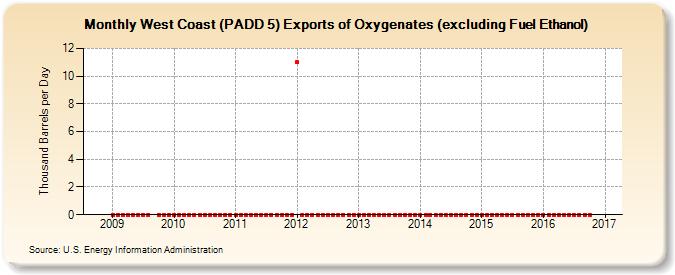 Monthly West Coast (PADD 5) Exports of Oxygenates (excluding Fuel Ethanol)
Thousand Barrels per Day
12
10
8
6
4
2
0
2009 2010 2011 2012 2013 2014 2015 2016 2017
Source: U.S. Energy Information Administration